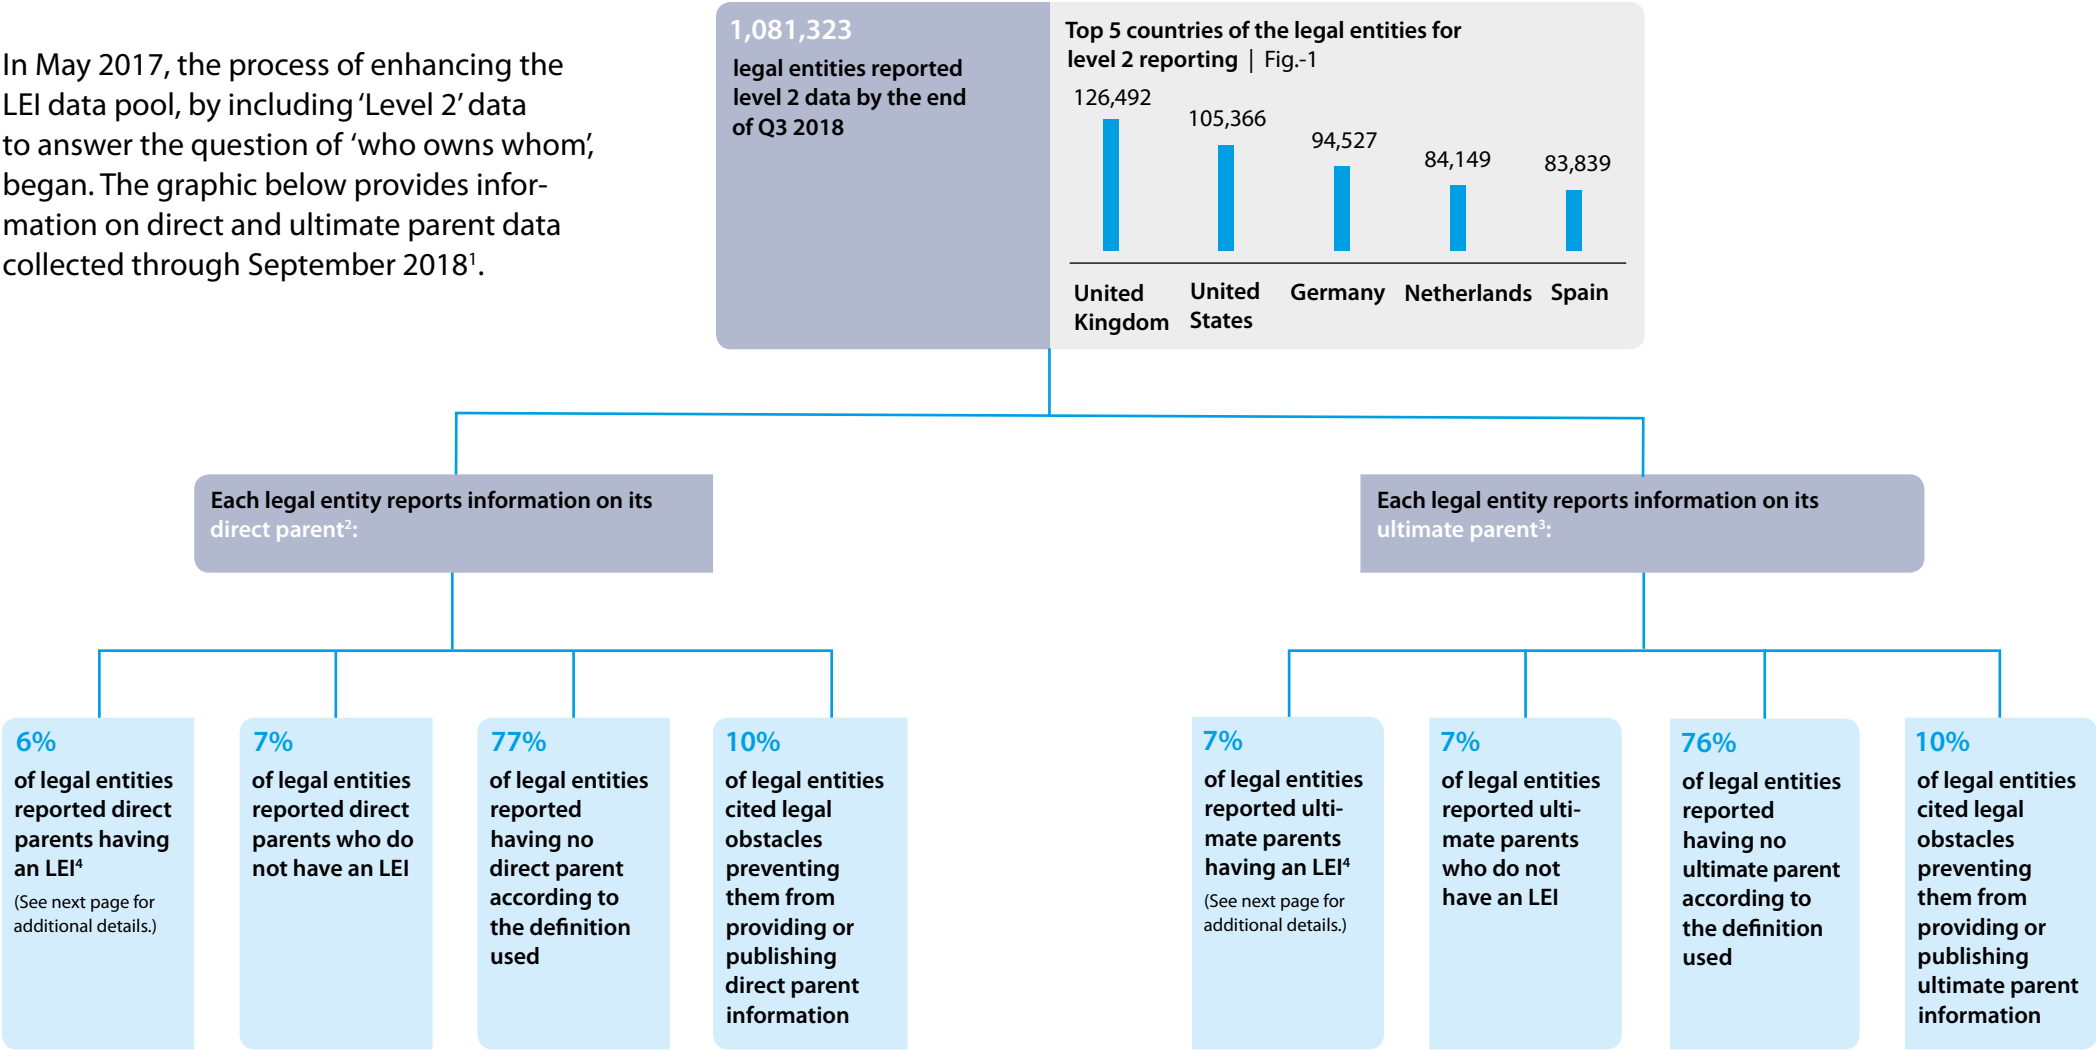 In May 2017, the process of enhancing the
LEI data pool, by including ‘Level 2’ data
to answer the question of ‘who owns whom’,
began. The graphic below provides infor-
mation on direct and ultimate parent data
collected through September 2018¹.
1,081,323
legal entities reported
level 2 data by the end
of Q3 2018
Top 5 countries of the legal entities for
level 2 reporting | Fig.-1
126,492
105,366
94,527
84,149
83,839
United
Kingdom
United
States
Germany
Netherlands
Spain
Each legal entity reports information on its
direct parent²:
Each legal entity reports information on its
ultimate parent³:
6%
of legal entities
reported direct
parents having
an LEI⁴
(See next page for
additional details.)
7%
of legal entities
reported direct
parents who do
not have an LEI
77%
of legal entities
reported
having no
direct parent
according to
the definition
used
10%
of legal entities
cited legal
obstacles
preventing
them from
providing or
publishing
direct parent
information
7%
of legal entities
reported ulti-
mate parents
having an LEI⁴
(See next page for
additional details.)
7%
of legal entities
reported ulti-
mate parents
who do not
have an LEI
76%
of legal entities
reported
having no
ultimate parent
according to
the definition
used
10%
of legal entities
cited legal
obstacles
preventing
them from
providing or
publishing
ultimate parent
information